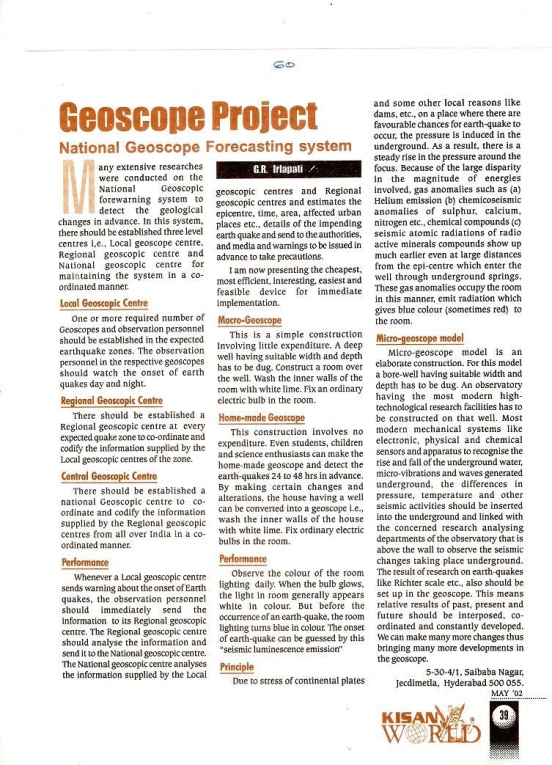 60
Geoscope Project
National Geoscope Forecasting system
G.R. Irlapati
Many extensive researches
were conducted on the
National Geoscopic
forewarning system to
detect the geological
changes in advance. In this system,
there should be established three level
centres i,e., Local geoscope centre,
Regional geoscopic centre and
National geoscopic centre for
maintaining the system in a co-
ordinated manner.
Local Geoscopic Centre
One or more required number of
Geoscopes and observation personnel
should be established in the expected
earthquake zones. The observation
personnel in the respective geoscopes
should watch the onset of earth
quakes day and night.
Regional Geoscopic Centre
There should be established a
Regional geoscopic centre at every
expected quake zone to co-ordinate and
codify the information supplied by the
Local geoscopic centres of the zone.
Central Geoscopic Centre
There should be established a
national Geoscopic centre to co-
ordinate and codify the information
supplied by the Regional geoscopic
centres from all over India in a co-
ordinated manner.
Performance
Whenever a Local geoscopic centre
sends warning about the onset of Earth
quakes, the observation personnel
should immediately send the
information to its Regional geoscopic
centre. The Regional geoscopic centre
should analyse the information and
send it to the National geoscopic centre.
The National geoscopic centre analyses
the information supplied by the Local
geoscopic centres and Regional
geoscopic centres and estimates the
epicentre, time, area, affected urban
places etc., details of the impending
earth quake and send to the authorities,
and media and warnings to be issued in
advance to take precautions.
I am now presenting the cheapest,
most efficient, interesting, easiest and
feasible device for immediate
implementation.
Macro-Geoscope
This is a simple construction
Involving little expenditure. A deep
well having suitable width and depth
has to be dug. Construct a room over
the well. Wash the inner walls of the
room with white lime. Fix an ordinary
electric bulb in the room.
Home-made Geoscope
This construction involves no
expenditure. Even students, children
and science enthusiasts can make the
home-made geoscope and detect the
earth-quakes 24 to 48 hrs in advance.
By making certain changes and
alterations, the house having a well
can be converted into a geoscope i.e.,
wash the inner walls of the house
with white lime. Fix ordinary electric
bulbs in the room.
Performance
Observe the colour of the room
lighting daily. When the bulb glows,
the light in room generally appears
white in colour. But before the
occurrence of an earth-quake, the room
lighting turns blue in colour. The onset
of earth-quake can be guessed by this
"seismic luminescence emission"
Principle
Due to stress of continental plates
and some other local reasons like
dams, etc., on a place where there are
favourable chances for earth-quake to
occur, the pressure is induced in the
underground. As a result, there is a
steady rise in the pressure around the
focus. Because of the large disparity
in the magnitude of energies
involved, gas anomalies such as (a)
Helium emission (b) chemicoseismic
anomalies of sulphur, calcium,
nitrogen etc., chemical compounds (c)
seismic atomic radiations of radio
active minerals compounds show up
much earlier even at large distances
from the epi-centre which enter the
well through underground springs.
These gas anomalies occupy the room
in this manner, emit radiation which
gives blue colour (sometimes red) to
the room.
Micro-geoscope model
Micro-geoscope model is an
elaborate construction. For this model
a bore-well having suitable width and
depth has to be dug. An observatory
having the most modern high-
technological research facilities has to
be constructed on that well. Most
modern mechanical systems like
electronic, physical and chemical
sensors and apparatus to recognise the
rise and fall of the underground water,
micro-vibrations and waves generated
underground, the differences in
pressure, temperature and other
seismic activities should be inserted
into the underground and linked with
the concerned research analysing
departments of the observatory that is
above the wall to observe the seismic
changes taking place underground.
The result of research on earth-quakes
like Richter scale etc., also should be
set up in the geoscope. This means
relative results of past, present and
future should be interposed, co-
ordinated and constantly developed.
We can make many more changes thus
bringing many more developments in
the geoscope.
5-30-4/1, Saibaba Nagar,
Jecdimetla, Hyderabad 500 055.
MAY '02
KISAN
WORLD
39